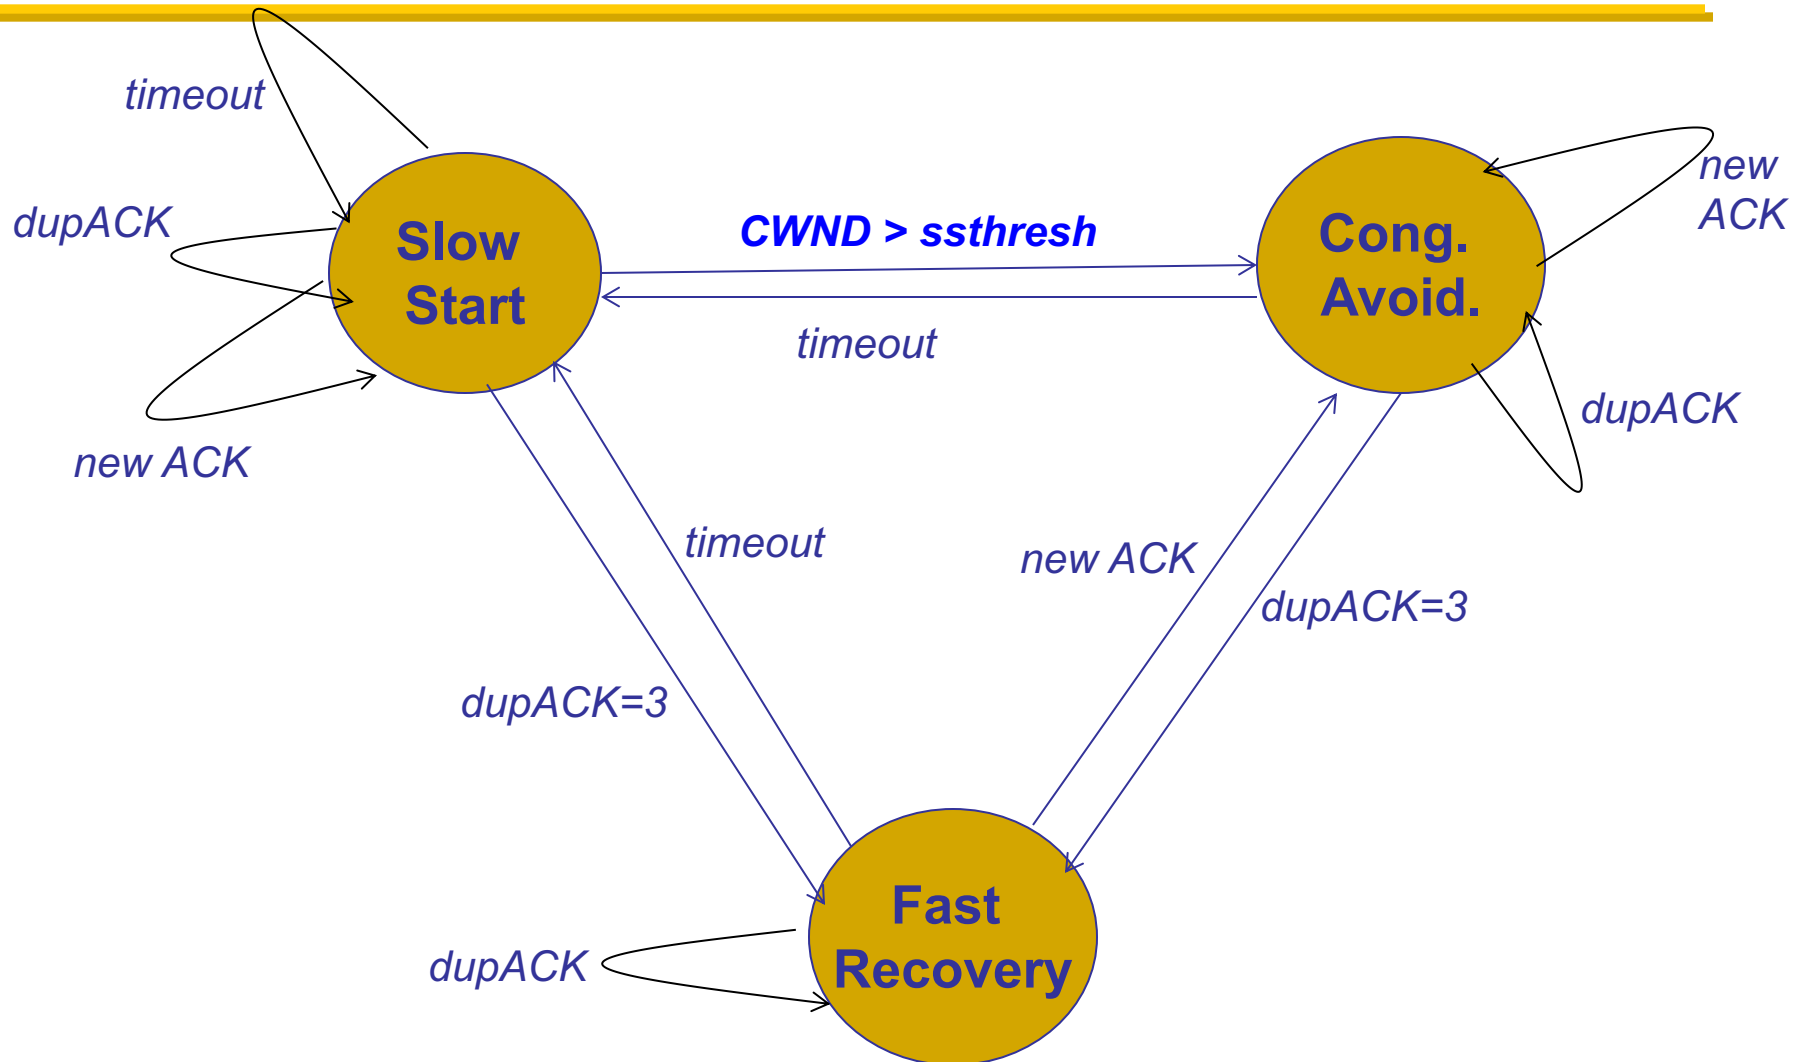 timeout
dupACK
Slow
Start
new ACK
CWND > ssthresh
timeout
Cong.
Avoid.
new
ACK
dupACK
timeout
new ACK
dupACK=3
dupACK=3
Fast
Recovery
dupACK